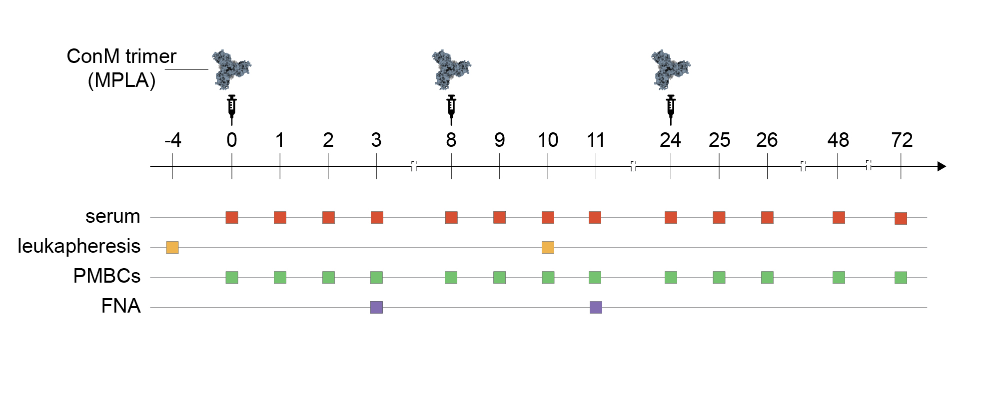 ConM trimer
(MPLA)
-4 0 1 2 3 8 9 10 11 24 25 26 48 72
serum
leukapheresis
PMBCs
FNA